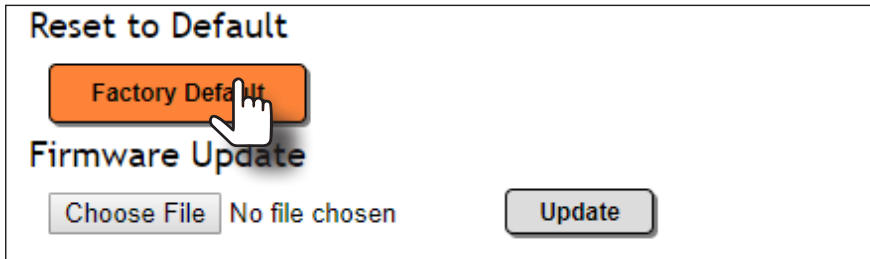 Reset to Default
Factory Default
Firmware Update
Choose File No file chosen Update